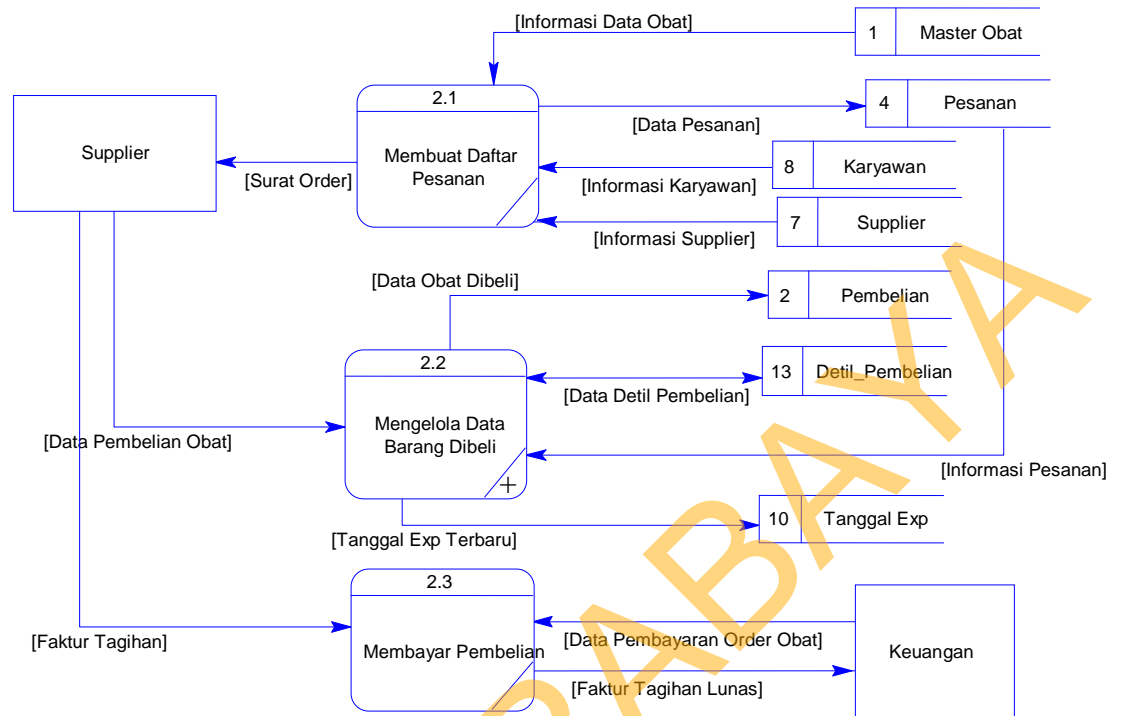 [Informasi Data Obat]
1 Master Obat
2.1
4 Pesanan
[Data Pesanan]
Supplier
Membuat Daftar
Pesanan
[Surat Order]
8 Karyawan
[Informasi Karyawan]
7 Supplier
[Informasi Supplier]
[Data Obat Dibeli]
2 Pembelian
2.2
13 Detil_Pembelian
[Data Detil Pembelian]
Mengelola Data
Barang Dibeli
[Data Pembelian Obat]
[Informasi Pesanan]
+
10 Tanggal Exp
[Tanggal Exp Terbaru]
2.3
[Faktur Tagihan]
Membayar Pembelian
[Data Pembayaran Order Obat]
Keuangan
[Faktur Tagihan Lunas]
RABAYA